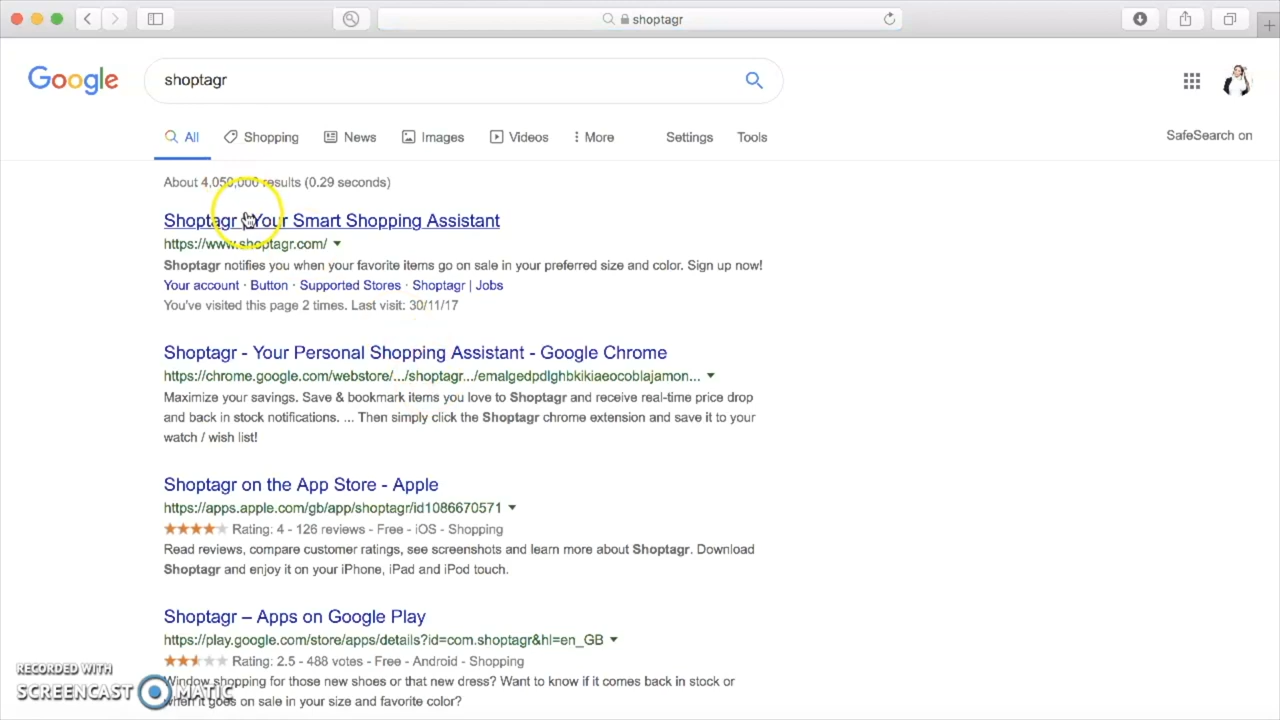 shoptagr
Google
shoptagr
All
Shopping
News
Images
Videos
More
Settings
Tools
SafeSearch on
About 4,050,000 results (0.29 seconds)
Shoptagr | Your Smart Shopping Assistant
https://www.shoptagr.com/
Shoptagr notifies you when your favorite items go on sale in your preferred size and color. Sign up now!
Your account · Button · Supported Stores · Shoptagr | Jobs
You've visited this page 2 times. Last visit: 30/11/17
Shoptagr - Your Personal Shopping Assistant - Google Chrome
https://chrome.google.com/webstore/.../shoptagr.../emalgedpdlghbkikiaeocoblajamon...
Maximize your savings. Save & bookmark items you love to Shoptagr and receive real-time price drop
and back in stock notifications. ... Then simply click the Shoptagr chrome extension and save it to your
watch / wish list!
Shoptagr on the App Store - Apple
https://apps.apple.com/gb/app/shoptagr/id1086670571
Rating: 4 - 126 reviews - Free - iOS - Shopping
Read reviews, compare customer ratings, see screenshots and learn more about Shoptagr. Download
Shoptagr and enjoy it on your iPhone, iPad and iPod touch.
Shoptagr – Apps on Google Play
https://play.google.com/store/apps/details?id=com.shoptagr&hl=en_GB
Rating: 2.5 - 488 votes - Free - Android - Shopping
Window shopping for those new shoes or that new dress? Want to know if it comes back in stock or
when it goes on sale in your size and favorite color?
RECORDED WITH
SCREENCAST MATIC